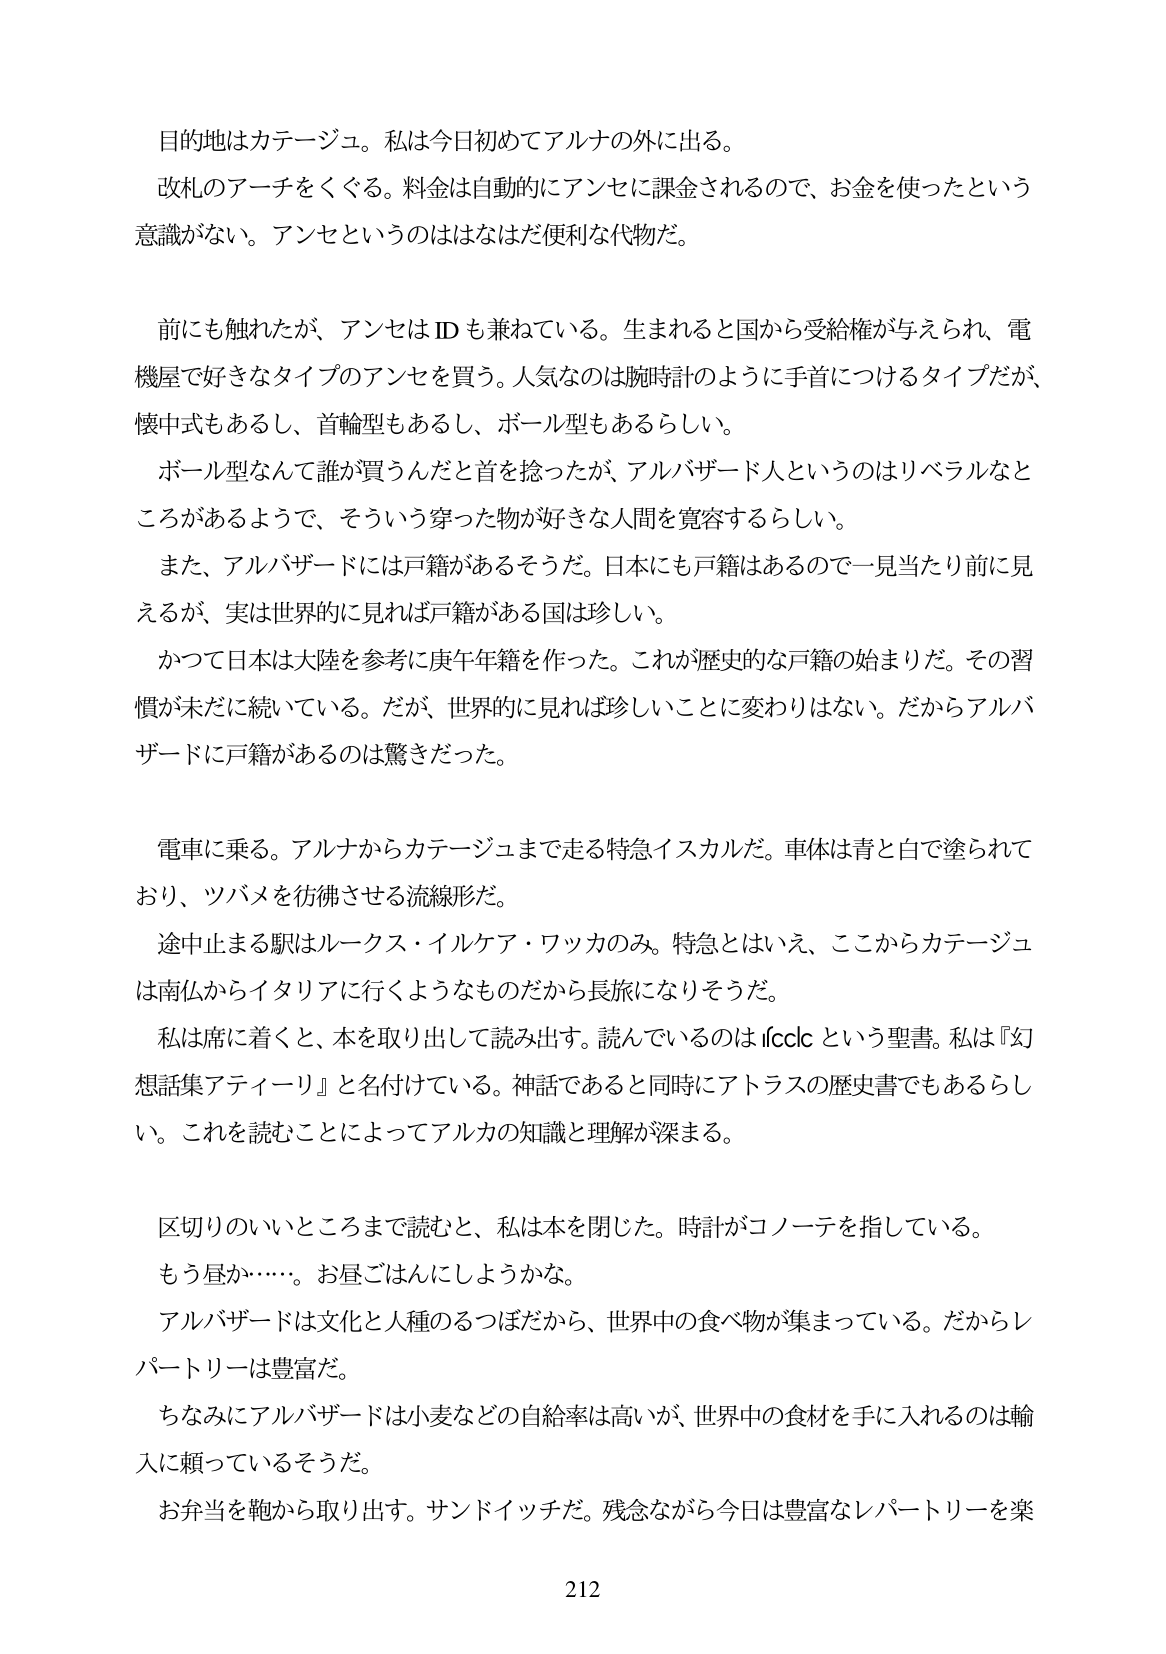 目的地はカテージュ。私は今日初めてアルナの外に出る。
改札のアーチをくぐる。料金は自動的にアンセに課金されるので、お金を使ったという
意識がない。アンセというのははなはだ便利な代物だ。
前にも触れたが、アンセは ID も兼ねている。生まれると国から受給権が与えられ、電
機屋で好きなタイプのアンセを買う。人気なのは腕時計のように手首につけるタイプだが、
懐中式もあるし、首輪型もあるし、ボール型もあるらしい。
ボール型なんて誰が買うんだと首を捻ったが、アルバザード人というのはリベラルなと
ころがあるようで、そういう穿った物が好きな人間を寛容するらしい。
また、アルバザードには戸籍があるそうだ。日本にも戸籍はあるので一見当たり前に見
えるが、実は世界的に見れば戸籍がある国は珍しい。
かつて日本は大陸を参考に庚午年籍を作った。これが歴史的な戸籍の始まりだ。その習
慣が未だに続いている。だが、世界的に見れば珍しいことに変わりはない。だからアルバ
ザードに戸籍があるのは驚きだった。
電車に乗る。アルナからカテージュまで走る特急イスカルだ。車体は青と白で塗られて
おり、ツバメを彷彿させる流線形だ。
途中止まる駅はルークス・イルケア・ワッカのみ。特急とはいえ、ここからカテージュ
は南仏からイタリアに行くようなものだから長旅になりそうだ。
私は席に着くと、本を取り出して読み出す。読んでいるのは という聖書。私は『幻
想話集アティーリ』と名付けている。神話であると同時にアトラスの歴史書でもあるらし
い。これを読むことによってアルカの知識と理解が深まる。
区切りのいいところまで読むと、私は本を閉じた。時計がコノーテを指している。
もう昼か……。お昼ごはんにしようかな。
アルバザードは文化と人種のるつぼだから、世界中の食べ物が集まっている。だからレ
パートリーは豊富だ。
ちなみにアルバザードは小麦などの自給率は高いが、世界中の食材を手に入れるのは輸
入に頼っているそうだ。
お弁当を鞄から取り出す。サンドイッチだ。残念ながら今日は豊富なレパートリーを楽
212